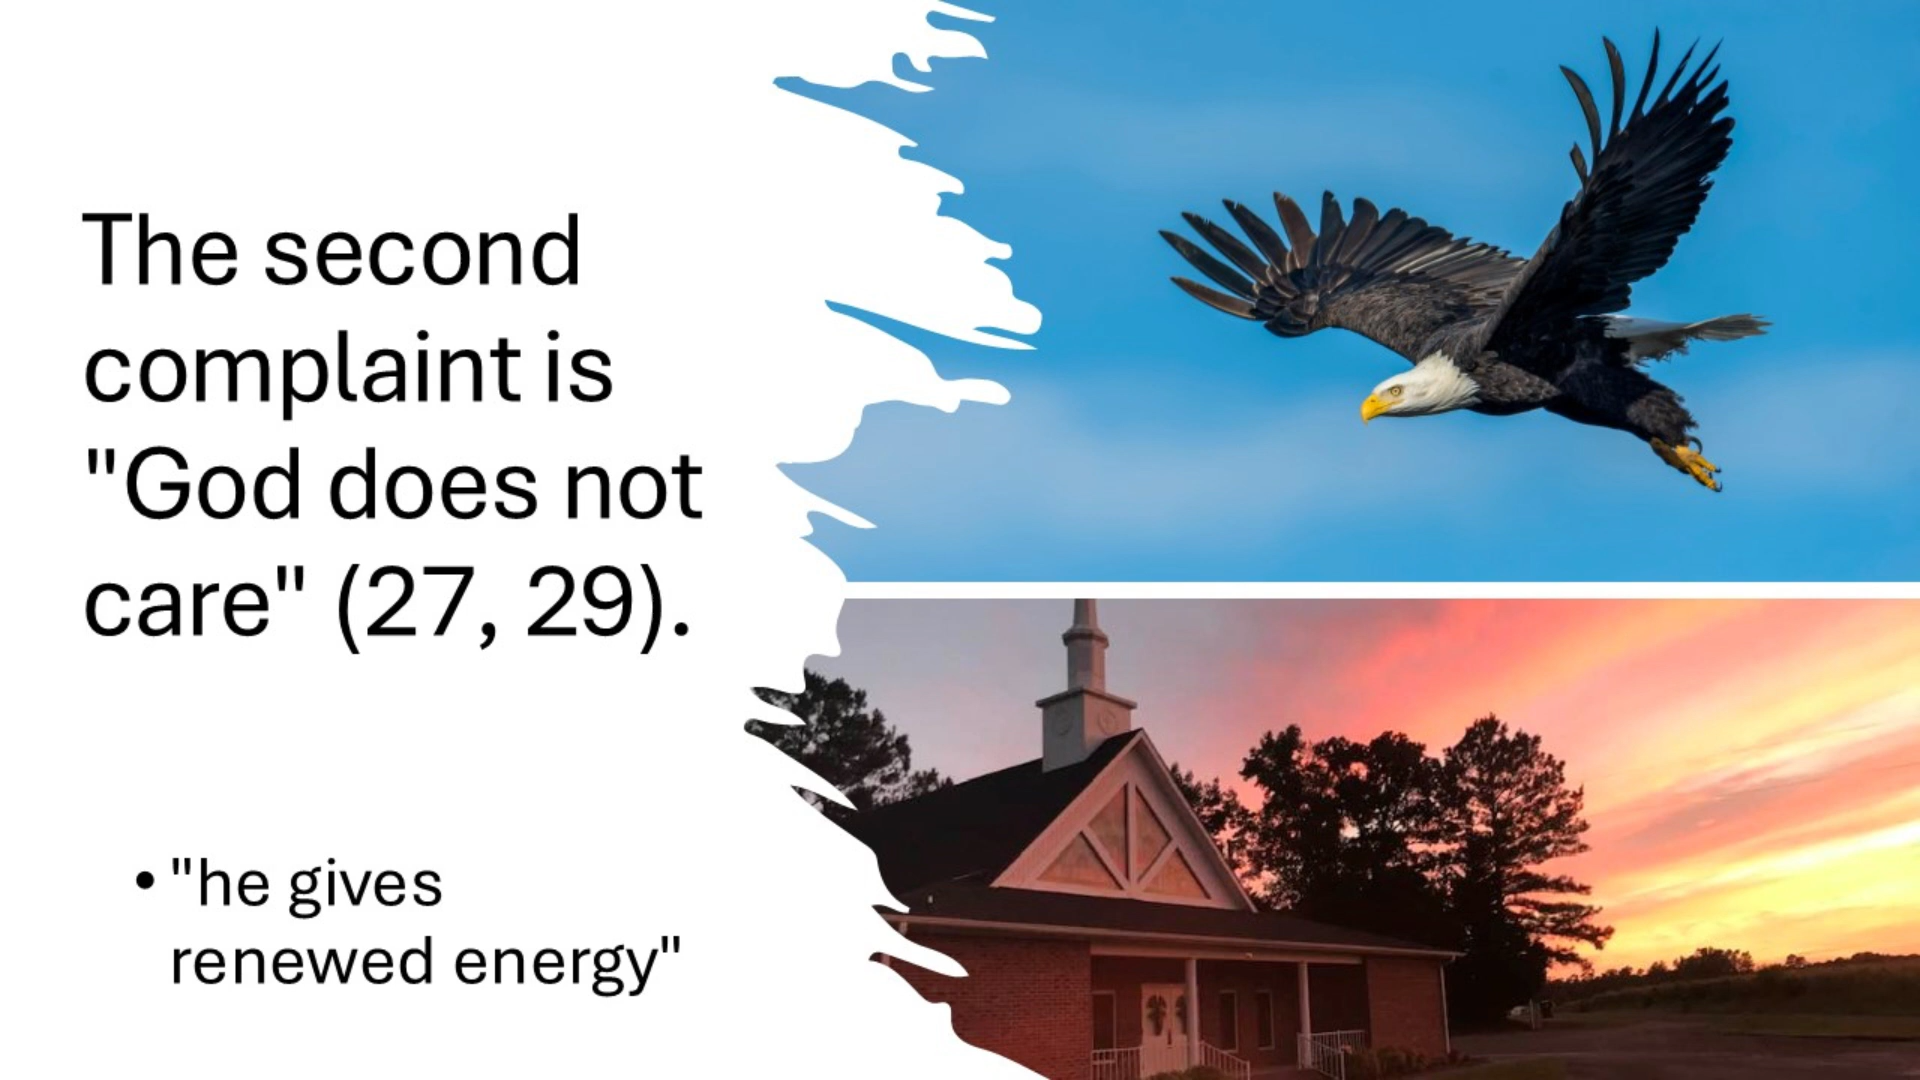 The second
complaint is
"God does not
care" (27, 29).
• "he gives
renewed energy"